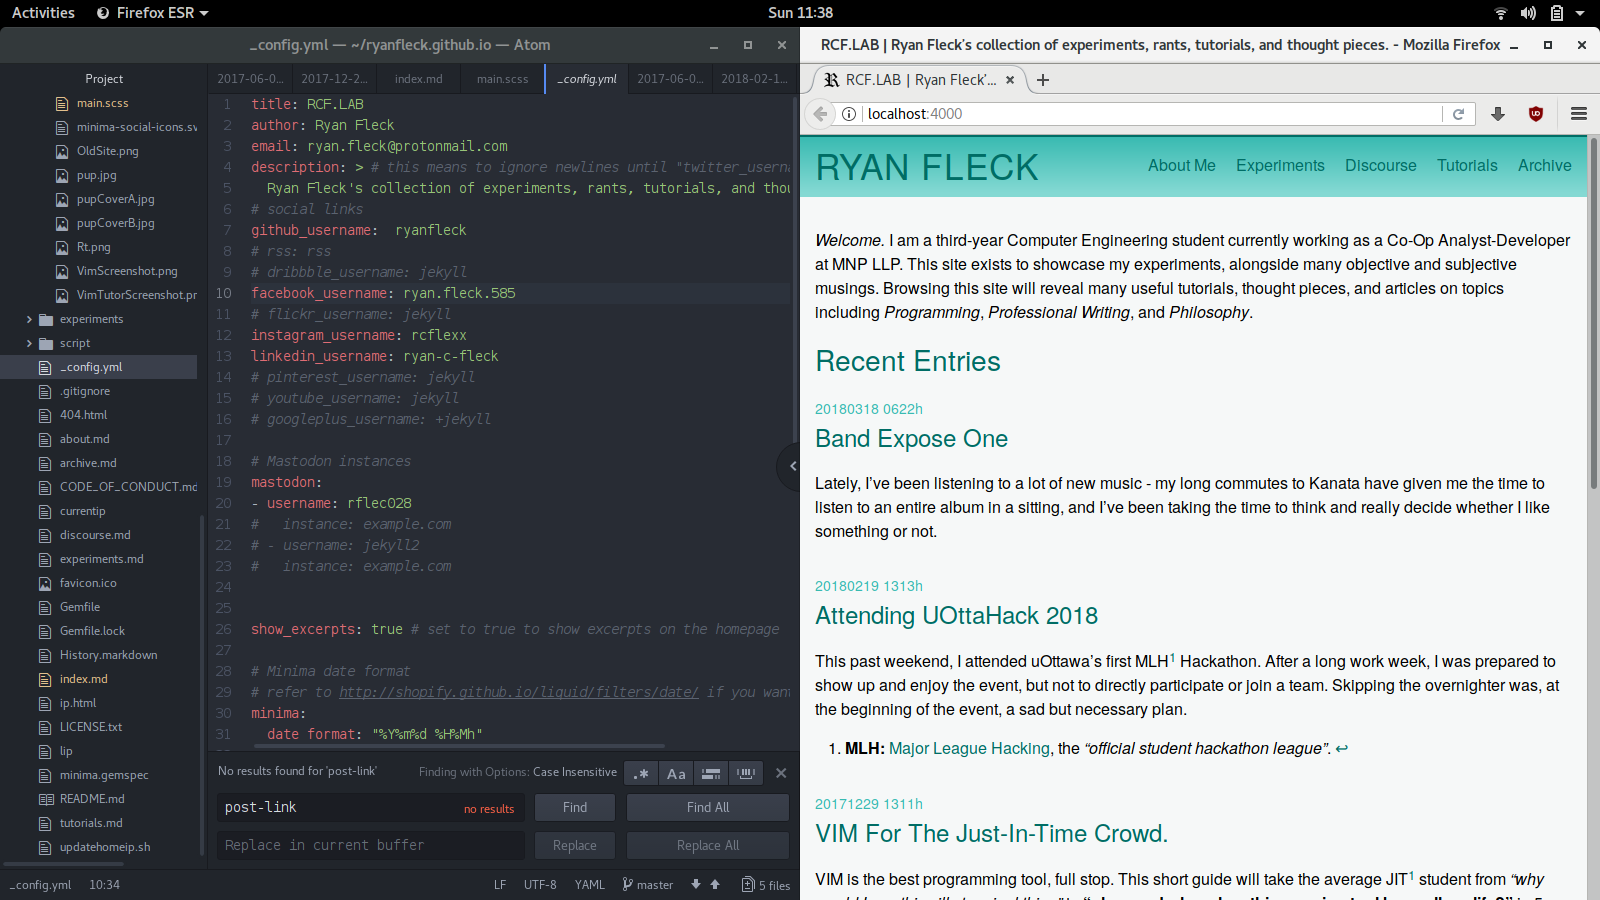 Activities Firefox ESR Sun 11:38
_config.yml — ~/ryanfleck.github.io — Atom
Project
main.scss
minima-social-icons.sv
OldSite.png
pup.jpg
pupCoverA.jpg
pupCoverB.jpg
Rt.png
VimScreenshot.png
VimTutorScreenshot.pr
experiments
script
_config.yml
.gitignore
404.html
about.md
archive.md
CODE_OF_CONDUCT.md
currentip
discourse.md
experiments.md
favicon.ico
Gemfile
Gemfile.lock
History.markdown
index.md
ip.html
LICENSE.txt
lip
minima.gemspec
README.md
tutorials.md
updatehomeip.sh
2017-06-0... 2017-12-2... index.md main.scss _config.yml 2017-06-0... 2018-02-1...
1 title: RCF.LAB
2 author: Ryan Fleck
3 email: ryan.fleck@protonmail.com
4 description: > # this means to ignore newlines until "twitter_userna
5 Ryan Fleck's collection of experiments, rants, tutorials, and thou
6 # social links
7 github_username:  ryanfleck
8 # rss: rss
9 # dribbble_username: jekyll
10 facebook_username: ryan.fleck.585
11 # flickr_username: jekyll
12 instagram_username: rcflexx
13 linkedin_username: ryan-c-fleck
14 # pinterest_username: jekyll
15 # youtube_username: jekyll
16 # googleplus_username: +jekyll
17
18 # Mastodon instances
19 mastodon:
20 - username: rflec028
21 #   instance: example.com
22 # - username: jekyll2
23 #   instance: example.com
24
25
26 show_excerpts: true # set to true to show excerpts on the homepage
27
28 # Minima date format
29 # refer to http://shopify.github.io/liquid/filters/date/ if you want
30 minima:
31 date format: "%Y%m%d %H%Mh"
No results found for 'post-link' Finding with Options: Case Insensitive .* Aa
post-link no results Find Find All
Replace in current buffer Replace Replace All
_config.yml 10:34 LF UTF-8 YAML master 5 files
RCF.LAB | Ryan Fleck's collection of experiments, rants, tutorials, and thought pieces. - Mozilla Firefox
RCF.LAB | Ryan Fleck'...
localhost:4000
RYAN FLECK About Me Experiments Discourse Tutorials Archive
Welcome. I am a third-year Computer Engineering student currently working as a Co-Op Analyst-Developer
at MNP LLP. This site exists to showcase my experiments, alongside many objective and subjective
musings. Browsing this site will reveal many useful tutorials, thought pieces, and articles on topics
including Programming, Professional Writing, and Philosophy.
Recent Entries
20180318 0622h
Band Expose One
Lately, I've been listening to a lot of new music - my long commutes to Kanata have given me the time to
listen to an entire album in a sitting, and I've been taking the time to think and really decide whether I like
something or not.
20180219 1313h
Attending UOttaHack 2018
This past weekend, I attended uOttawa's first MLH¹ Hackathon. After a long work week, I was prepared to
show up and enjoy the event, but not to directly participate or join a team. Skipping the overnighter was, at
the beginning of the event, a sad but necessary plan.
1. MLH: Major League Hacking, the “official student hackathon league”. ↩
20171229 1311h
VIM For The Just-In-Time Crowd.
VIM is the best programming tool, full stop. This short guide will take the average JIT¹ student from “why